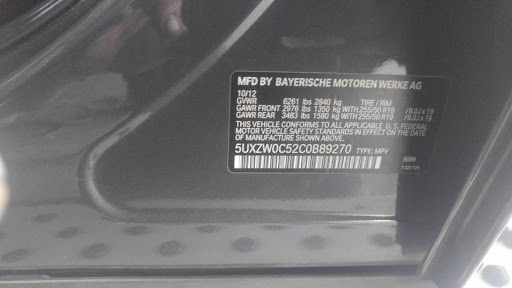 MFD BY BAYERISCHE MOTOREN WERKE AG
10/12
GVWR 6261 lbs 2840 kg TIRE / RIM
GAWR FRONT 2976 lbs 1350 kg WITH 255/50 R19 /9.0J x 19
GAWR REAR 3483 lbs 1580 kg WITH 255/50 R19 /9.0J x 19
THIS VEHICLE CONFORMS TO ALL APPLICABLE U.S. FEDERAL
MOTOR VEHICLE SAFETY STANDARDS IN EFFECT ON THE DATE
OF MANUFACTURE SHOWN ABOVE.
5UXZW0C52C0B89270 TYPE: MPV